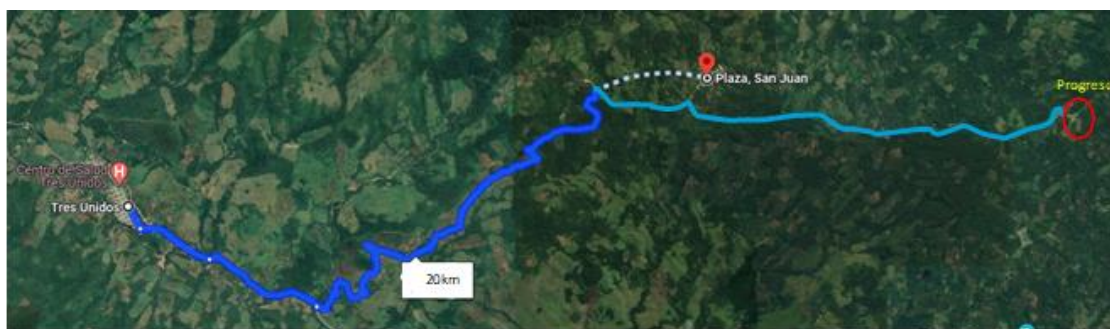 Plaza, San Juan
Progreso
Centro de Salud
Tres Unidos
Tres Unidos
20km